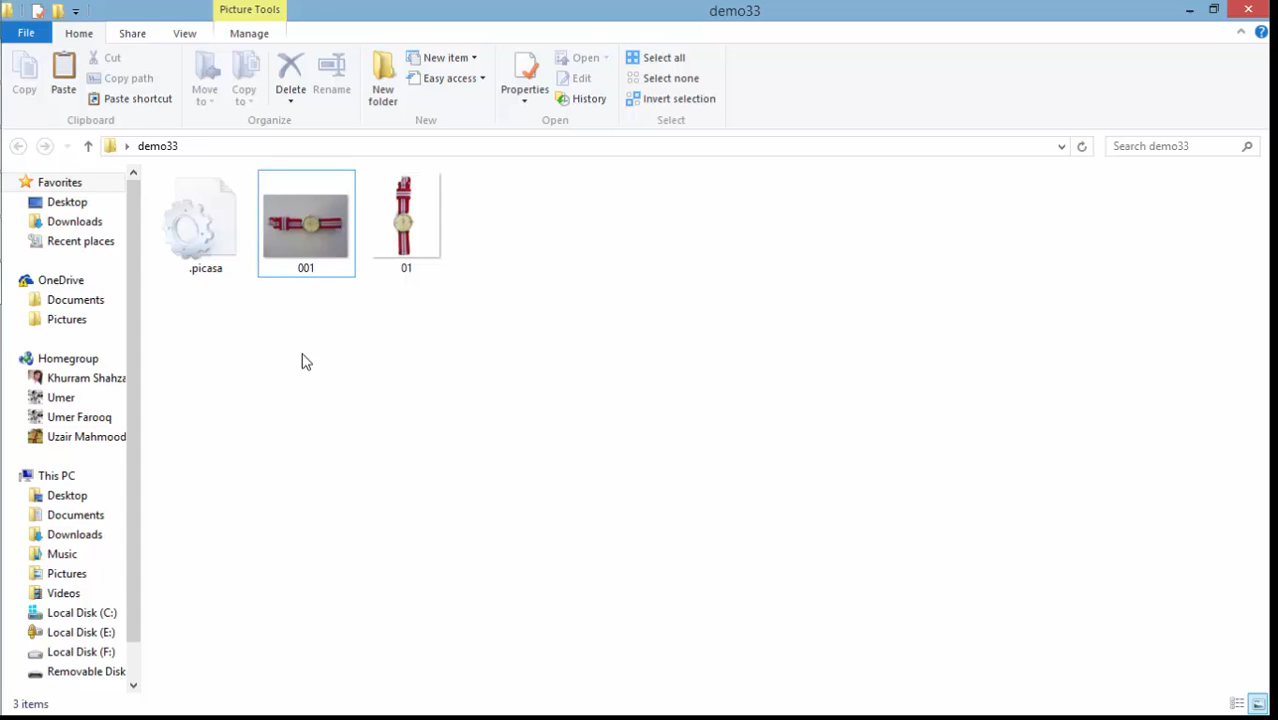 Picture Tools
demo33
File
Home
Share
View
Manage
Copy
Paste
Cut
Copy path
Paste shortcut
Clipboard
Move to
Copy to
Delete
Rename
Organize
New folder
New item
Easy access
New
Properties
Open
Edit
History
Open
Select all
Select none
Invert selection
Select
demo33
Search demo33
Favorites
Desktop
Downloads
Recent places
OneDrive
Documents
Pictures
Homegroup
Khurram Shahza
Umer
Umer Farooq
Uzair Mahmood
This PC
Desktop
Documents
Downloads
Music
Pictures
Videos
Local Disk (C:)
Local Disk (E:)
Local Disk (F:)
Removable Disk
.picasa
001
01
3 items